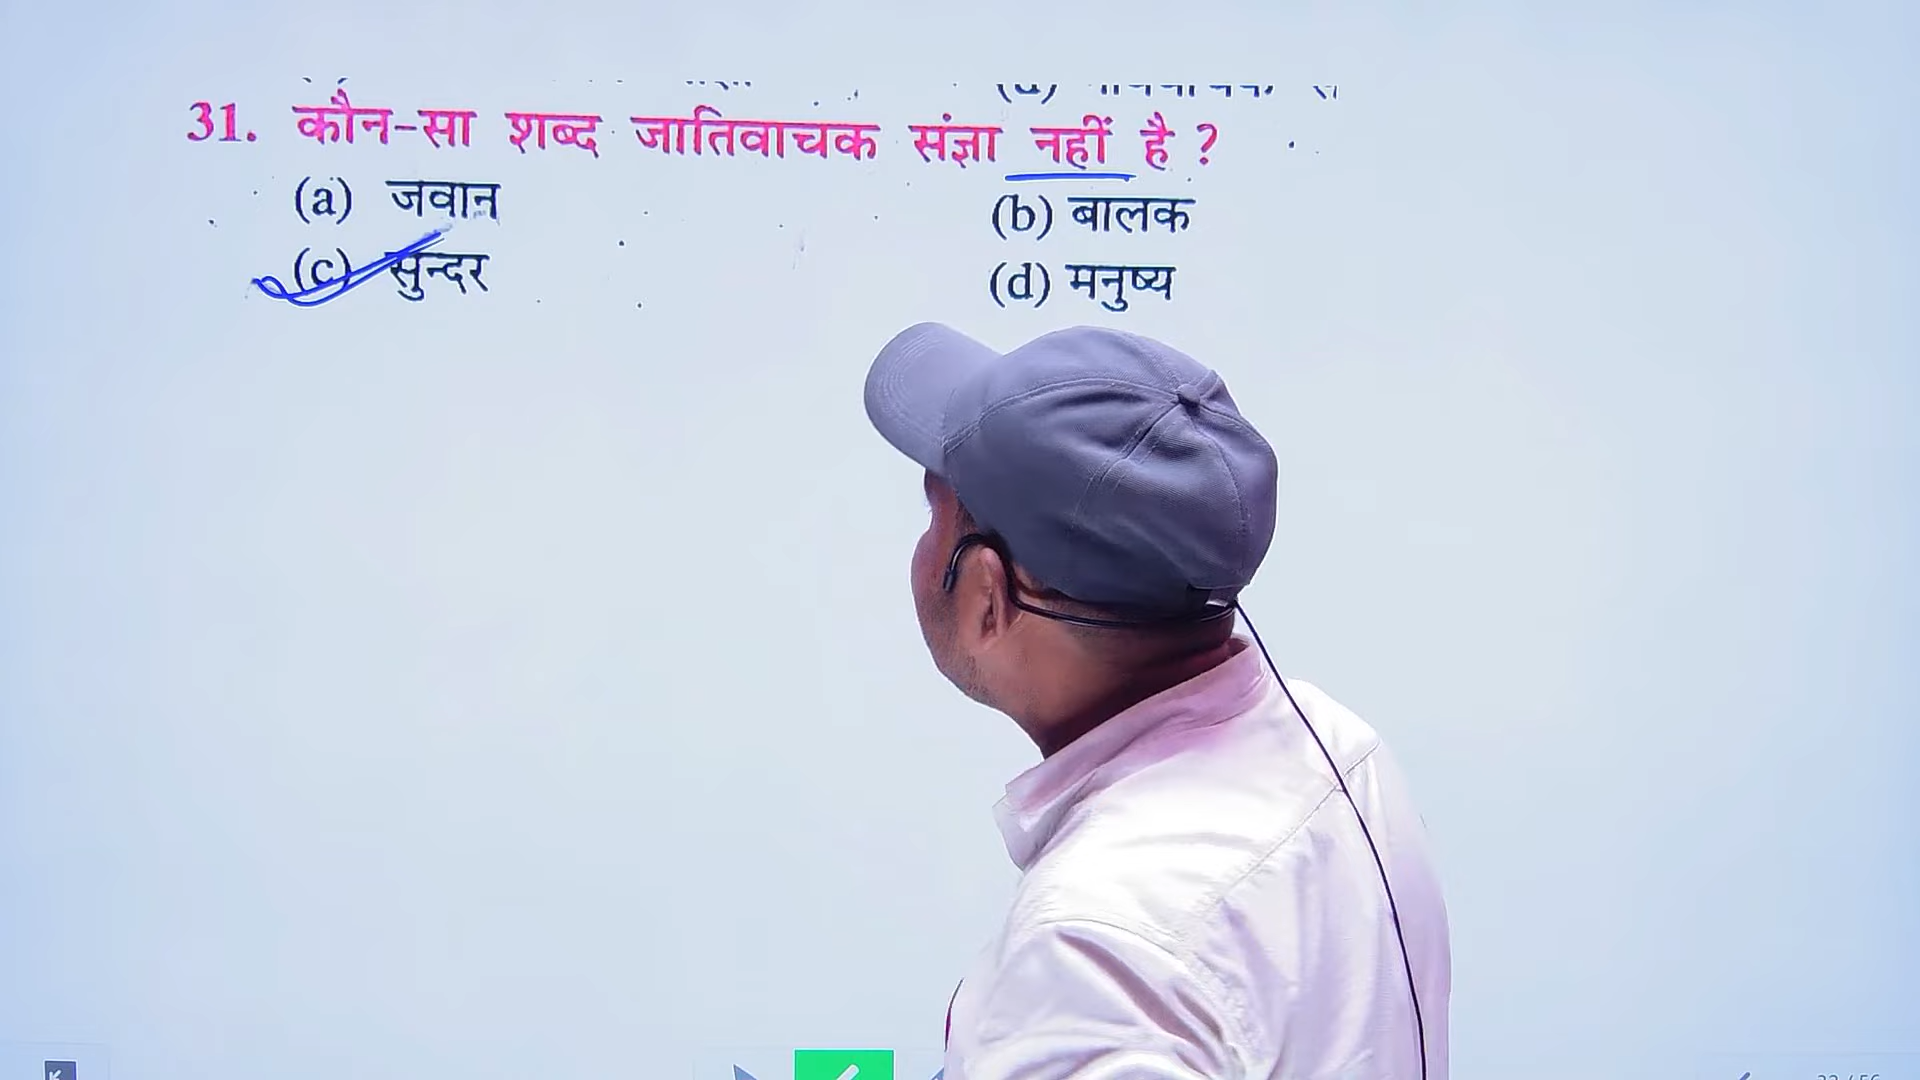 31. कौन-सा शब्द जातिवाचक संज्ञा नहीं है ?
(a) जवान (b) बालक
(c) सुन्दर (d) मनुष्य